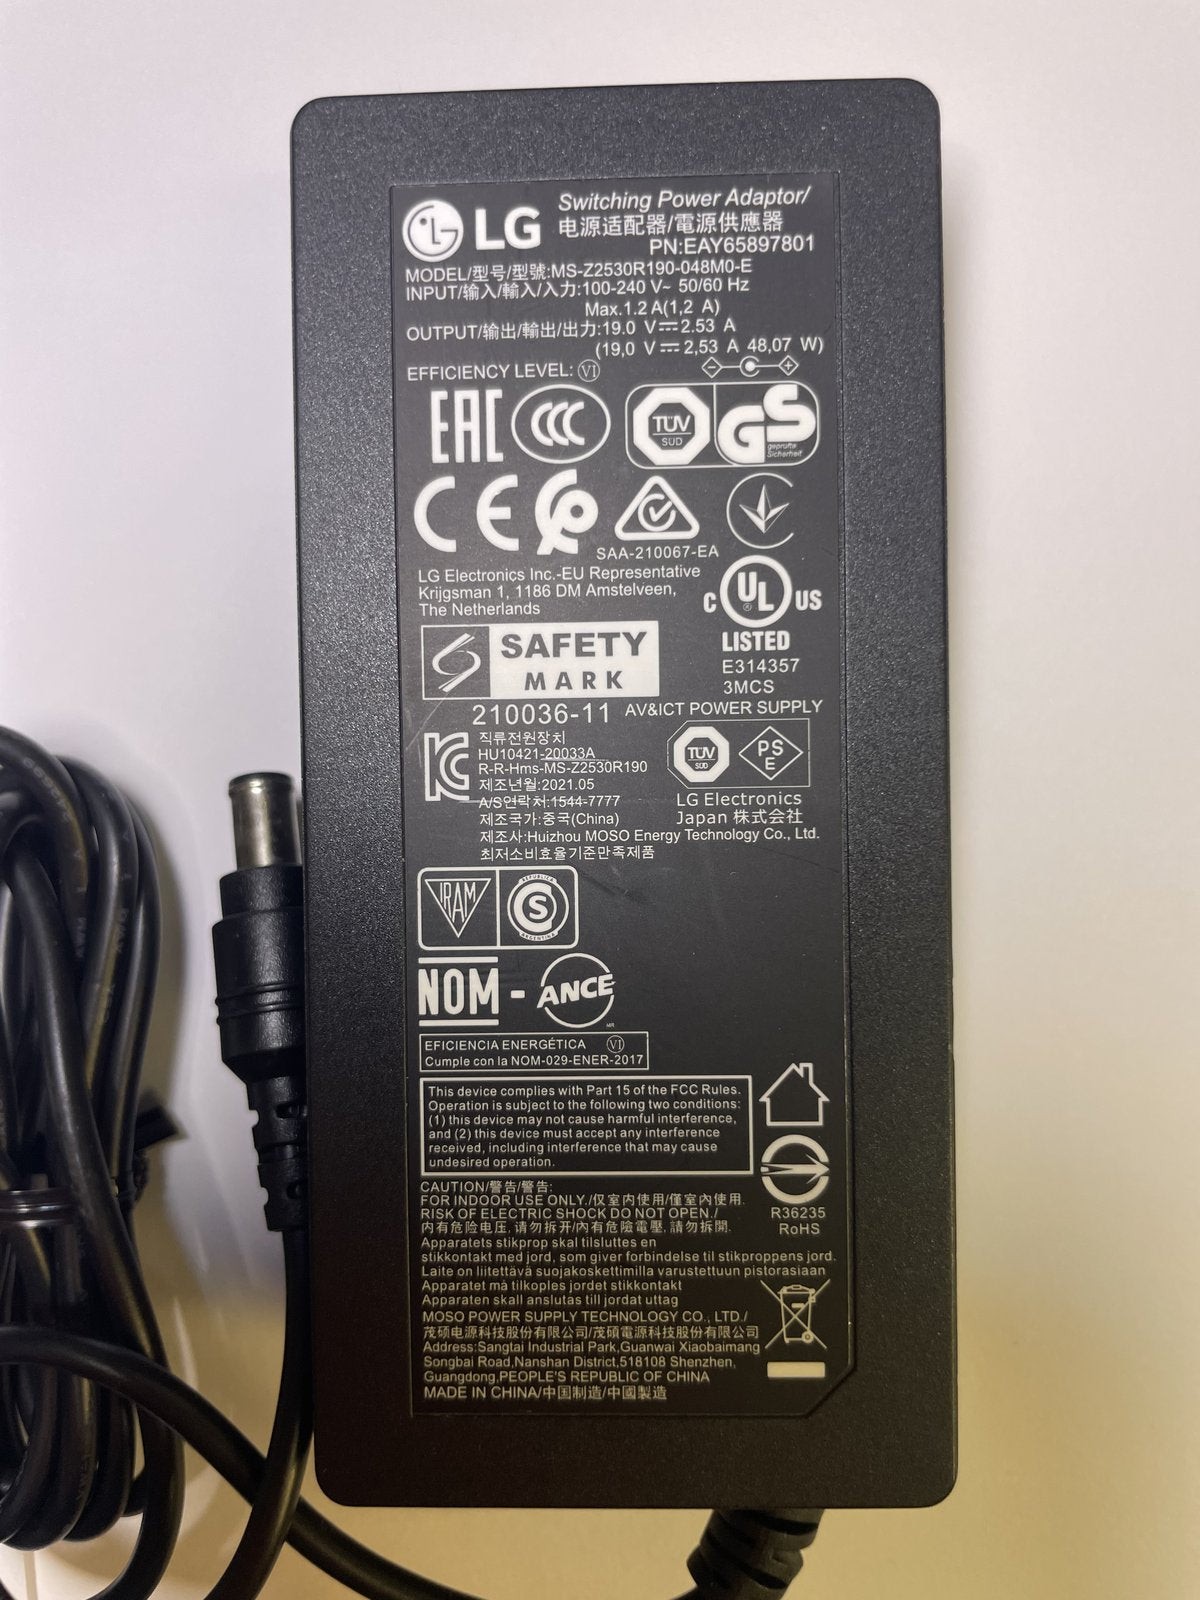 LG
Switching Power Adaptor/
电源适配器/電源供應器
PN:EAY65897801
MODEL/型号/型號:MS-Z2530R190-048M0-E
INPUT/输入/輸入/入力:100-240 V~ 50/60 Hz
Max.1.2 A(1,2 A)
OUTPUT/输出/輸出/出力:19.0 V⎓2.53 A
(19,0 V⎓2,53 A 48,07 W)
EFFICIENCY LEVEL: VI
EAC
CCC
TÜV SÜD
GS
geprüfte Sicherheit
CE
SAA-210067-EA
LG Electronics Inc.-EU Representative
Krijgsman 1, 1186 DM Amstelveen,
The Netherlands
C UL US
®
LISTED
E314357
3MCS
AV&ICT POWER SUPPLY
SAFETY
MARK
210036-11
직류전원장치
HU10421-20033A
R-R-Hms-MS-Z2530R190
제조년월:2021.05
A/S연락처:1544-7777
제조국가:중국(China)
제조사:Huizhou MOSO Energy Technology Co., Ltd.
최저소비효율기준만족제품
TÜV SÜD
PS E
LG Electronics
Japan 株式会社
IRAM
REPUBLICA
S
ARGENTINA
NOM - ANCE
MR
EFICIENCIA ENERGÉTICA VI
Cumple con la NOM-029-ENER-2017
This device complies with Part 15 of the FCC Rules.
Operation is subject to the following two conditions:
(1) this device may not cause harmful interference,
and (2) this device must accept any interference
received, including interference that may cause
undesired operation.
R36235
RoHS
CAUTION/警告/警告:
FOR INDOOR USE ONLY./仅室内使用/僅室內使用.
RISK OF ELECTRIC SHOCK DO NOT OPEN./
内有危险电压, 请勿拆开/內有危險電壓, 請勿拆開.
Apparatets stikprop skal tilsluttes en
stikkontakt med jord, som giver forbindelse til stikproppens jord.
Laite on liitettävä suojakoskettimilla varustettuun pistorasiaan
Apparatet må tilkoples jordet stikkontakt
Apparaten skall anslutas till jordat uttag
MOSO POWER SUPPLY TECHNOLOGY CO., LTD./
茂硕电源科技股份有限公司/茂碩電源科技股份有限公司
Address:Sangtai Industrial Park,Guanwai Xiaobaimang
Songbai Road,Nanshan District,518108 Shenzhen,
Guangdong,PEOPLE'S REPUBLIC OF CHINA
MADE IN CHINA/中国制造/中國製造